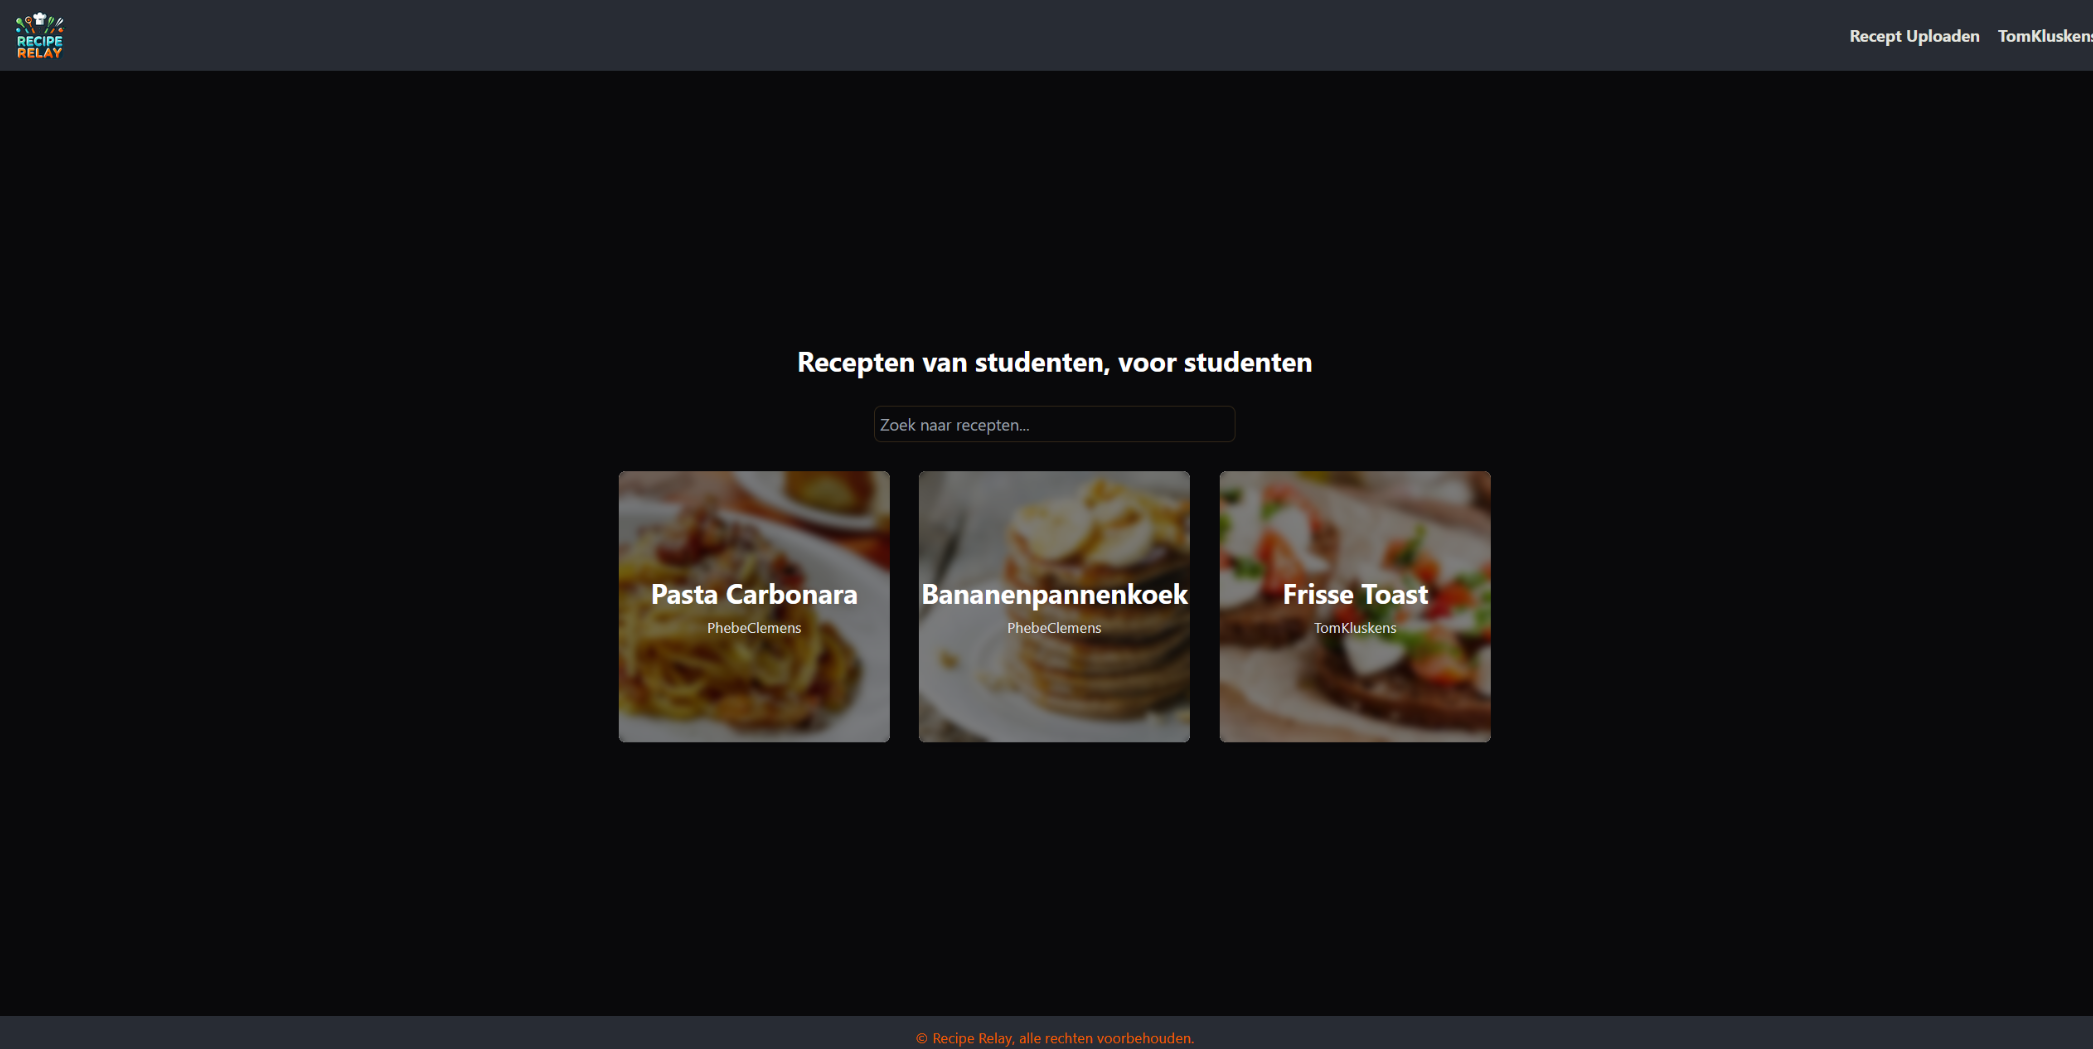 RECIPE
RELAY
Recept Uploaden TomKluskens
Recepten van studenten, voor studenten
Zoek naar recepten...
Pasta Carbonara
PhebeClemens
Bananenpannenkoek
PhebeClemens
Frisse Toast
TomKluskens
© Recipe Relay, alle rechten voorbehouden.